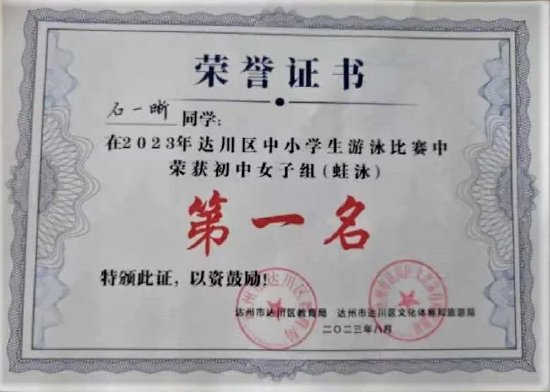 荣誉证书
石一晰 同学：
在2023年达川区中小学生游泳比赛中
荣获初中女子组（蛙泳）
第一名
特颁此证，以资鼓励！
达州市达川区教育局 达州市达川区文化体育和旅游局
二〇二三年八月